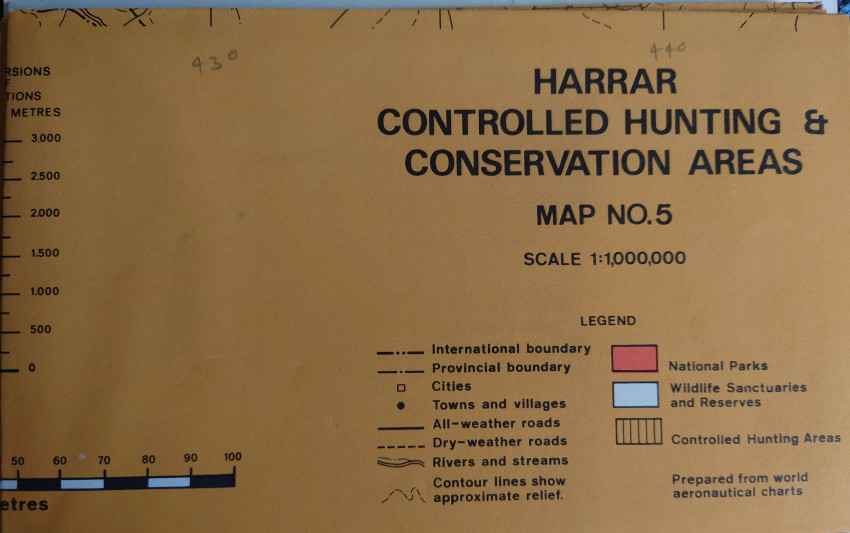 430
440
RSIONS
TIONS
METRES
3.000
2.500
2.000
1.500
1.000
500
0
HARRAR
CONTROLLED HUNTING &
CONSERVATION AREAS
MAP NO.5
SCALE 1:1,000,000
LEGEND
International boundary
Provincial boundary
Cities
Towns and villages
All-weather roads
Dry-weather roads
Rivers and streams
Contour lines show
approximate relief.
National Parks
Wildlife Sanctuaries
and Reserves
Controlled Hunting Areas
Prepared from world
aeronautical charts
50 60 70 80 90 100
etres